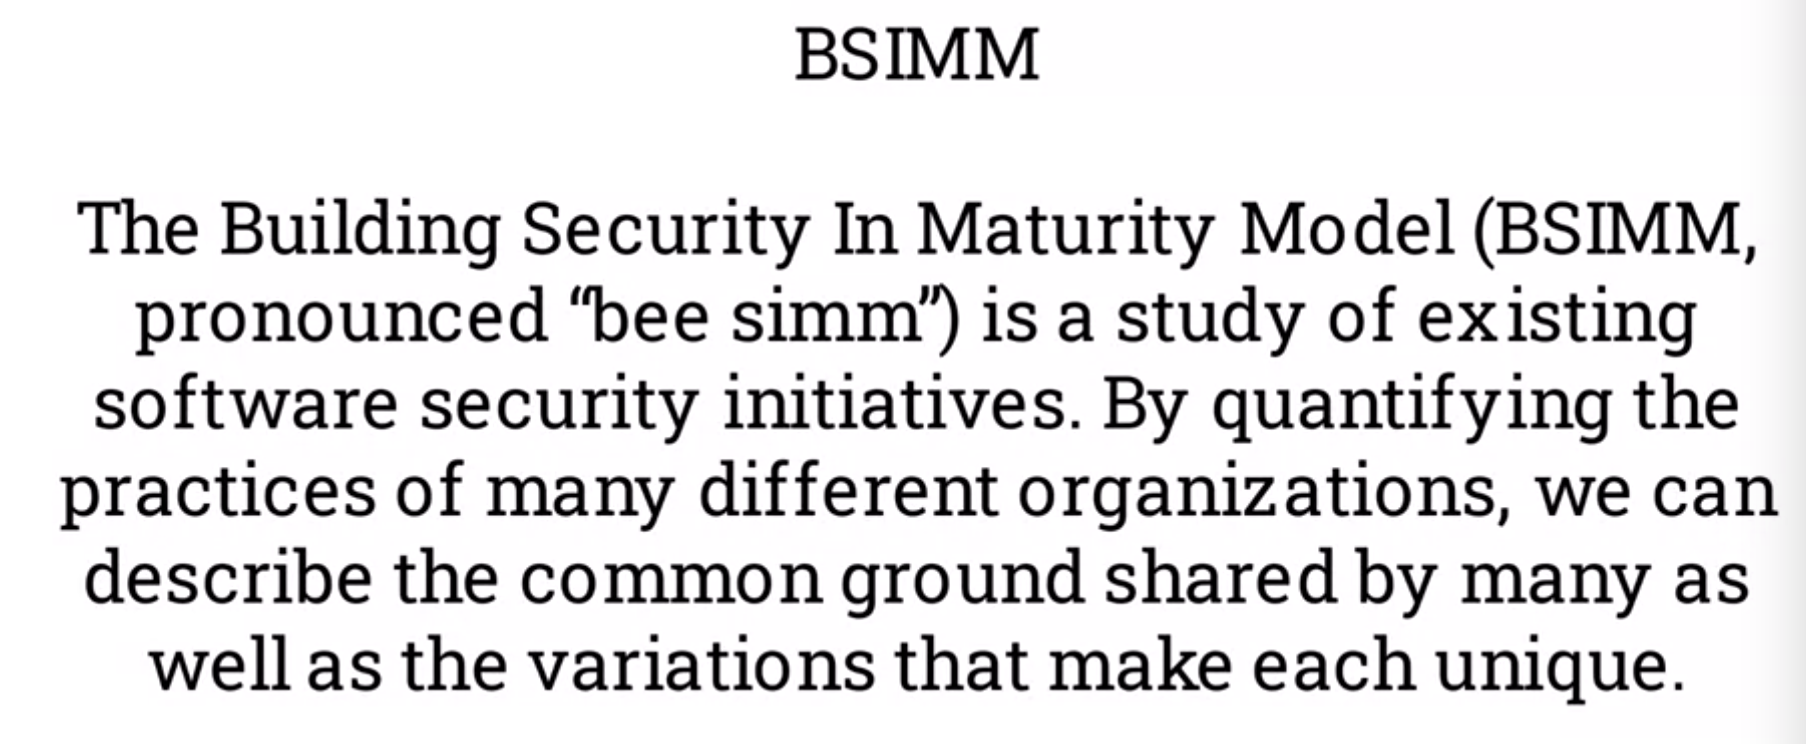 BSIMM
The Building Security In Maturity Model (BSIMM,
pronounced “bee simm”) is a study of existing
software security initiatives. By quantifying the
practices of many different organizations, we can
describe the common ground shared by many as
well as the variations that make each unique.